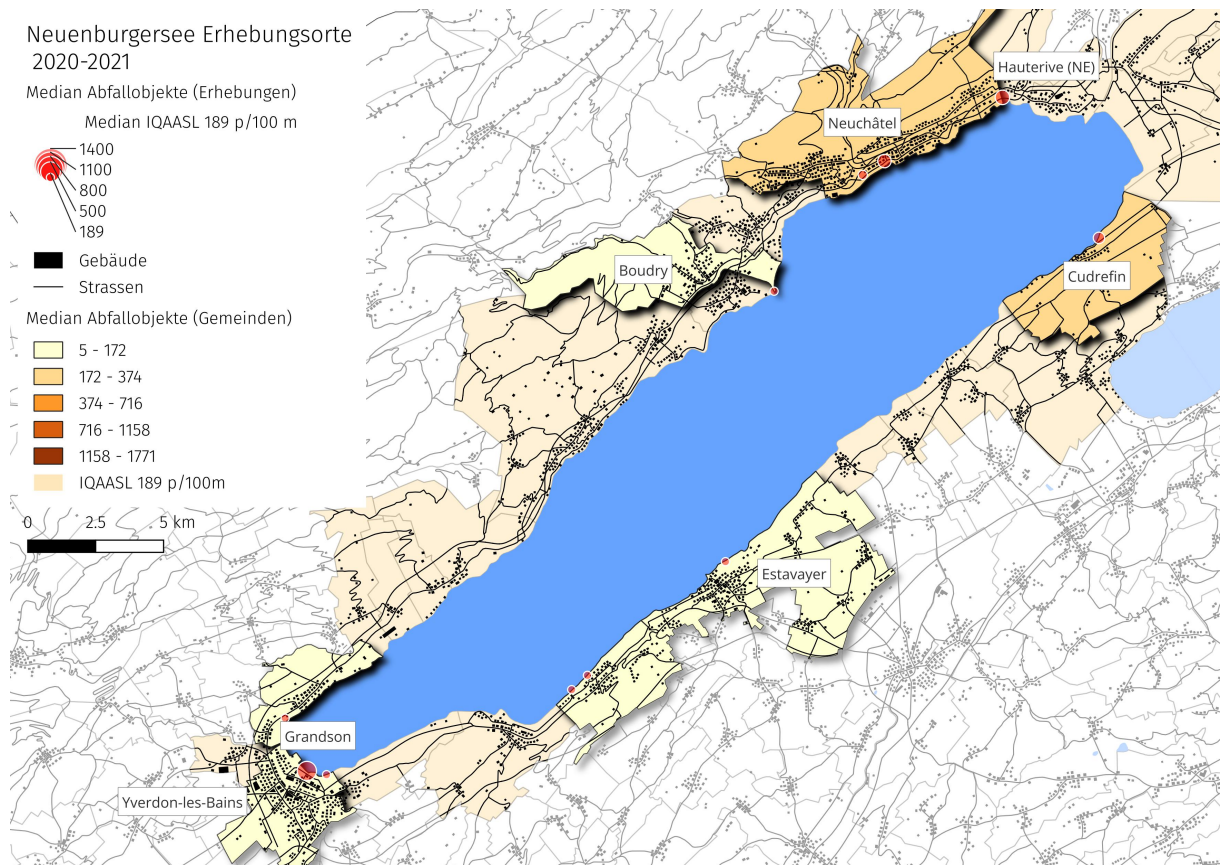 Neuenburgersee Erhebungsorte
2020-2021
Median Abfallobjekte (Erhebungen)
Median IQAASL 189 p/100 m
1400
1100
800
500
189
Gebäude
Strassen
Median Abfallobjekte (Gemeinden)
5 - 172
172 - 374
374 - 716
716 - 1158
1158 - 1771
IQAASL 189 p/100m
0 2.5 5 km
Hauterive (NE)
Neuchâtel
Boudry
Cudrefin
Estavayer
Grandson
Yverdon-les-Bains